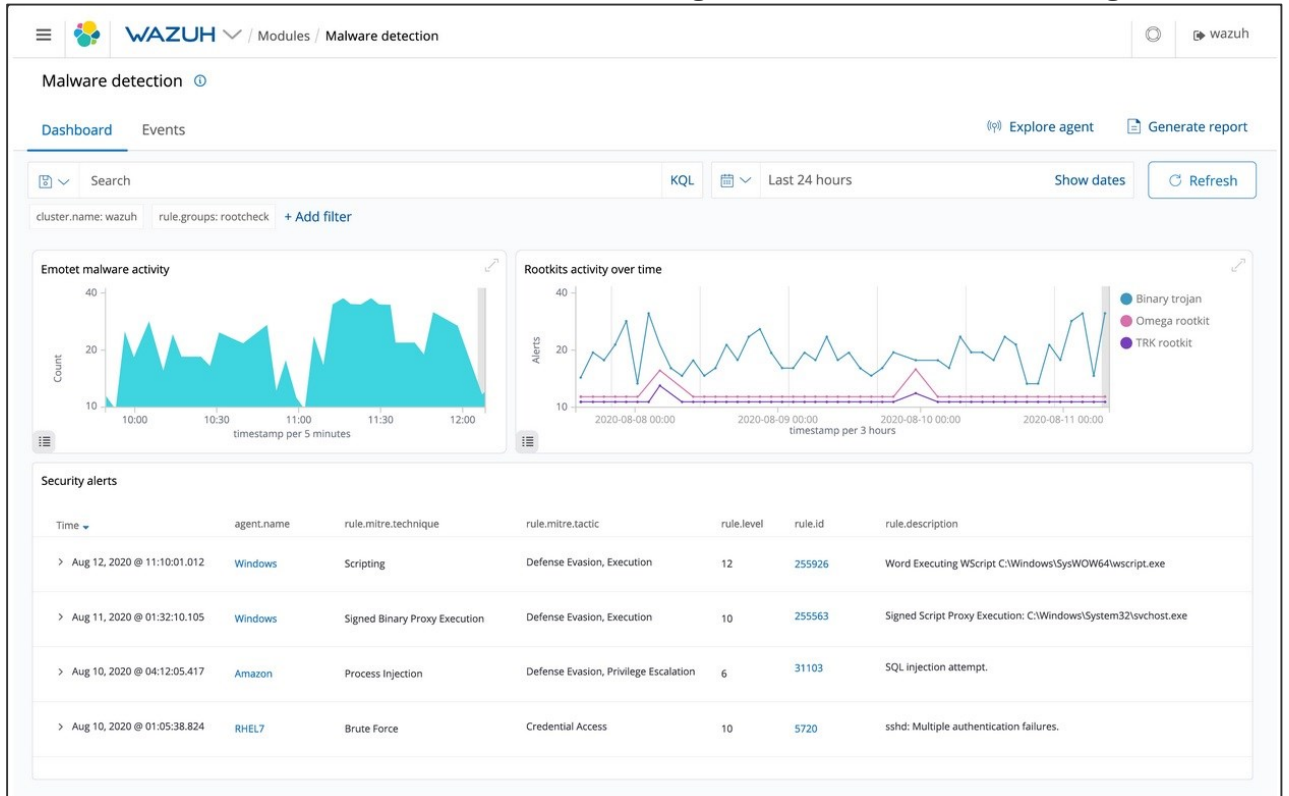 WAZUH / Modules / Malware detection
wazuh
Malware detection
Dashboard Events
Explore agent Generate report
Search KQL Last 24 hours Show dates Refresh
cluster.name: wazuh rule.groups: rootcheck + Add filter
Emotet malware activity
40
20
10
Count
10:00 10:30 11:00 11:30 12:00
timestamp per 5 minutes
Rootkits activity over time
40
20
10
Alerts
2020-08-08 00:00 2020-08-09 00:00 2020-08-10 00:00 2020-08-11 00:00
timestamp per 3 hours
Binary trojan
Omega rootkit
TRK rootkit
Security alerts
Time agent.name rule.mitre.technique rule.mitre.tactic rule.level rule.id rule.description
> Aug 12, 2020 @ 11:10:01.012 Windows Scripting Defense Evasion, Execution 12 255926 Word Executing WScript C:\Windows\SysWOW64\wscript.exe
> Aug 11, 2020 @ 01:32:10.105 Windows Signed Binary Proxy Execution Defense Evasion, Execution 10 255563 Signed Script Proxy Execution: C:\Windows\System32\svchost.exe
> Aug 10, 2020 @ 04:12:05.417 Amazon Process Injection Defense Evasion, Privilege Escalation 6 31103 SQL injection attempt.
> Aug 10, 2020 @ 01:05:38.824 RHEL7 Brute Force Credential Access 10 5720 sshd: Multiple authentication failures.